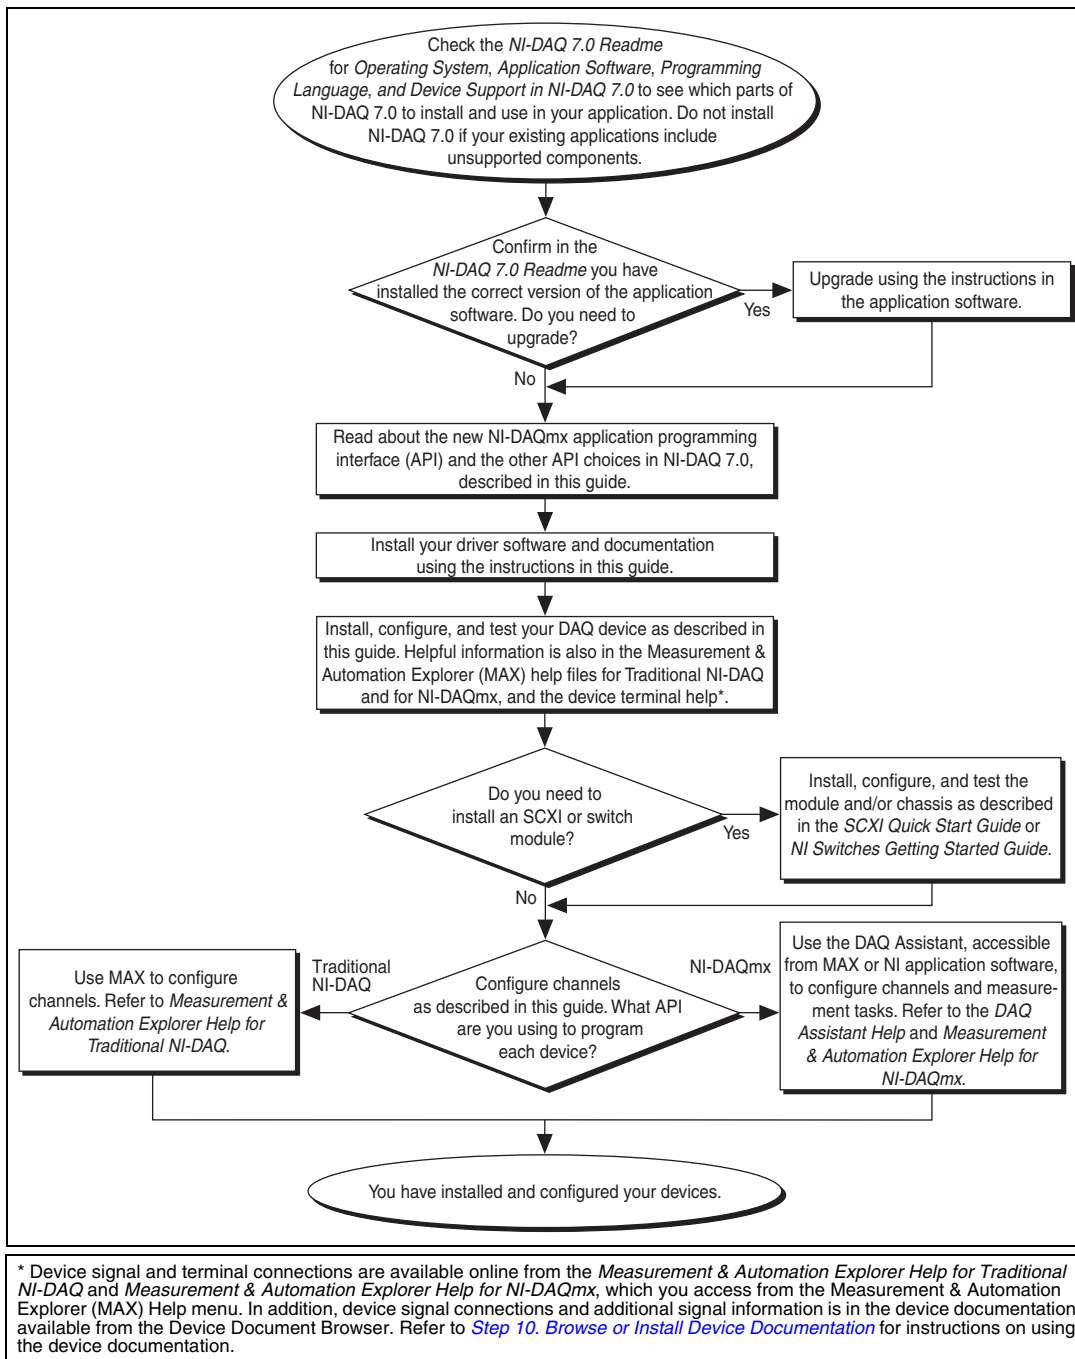 Check the NI-DAQ 7.0 Readme
for Operating System, Application Software, Programming
Language, and Device Support in NI-DAQ 7.0 to see which parts of
NI-DAQ 7.0 to install and use in your application. Do not install
NI-DAQ 7.0 if your existing applications include
unsupported components.
Confirm in the
NI-DAQ 7.0 Readme you have
installed the correct version of the application
software. Do you need to
upgrade?
Yes
Upgrade using the instructions in
the application software.
No
Read about the new NI-DAQmx application programming
interface (API) and the other API choices in NI-DAQ 7.0,
described in this guide.
Install your driver software and documentation
using the instructions in this guide.
Install, configure, and test your DAQ device as described in
this guide. Helpful information is also in the Measurement &
Automation Explorer (MAX) help files for Traditional NI-DAQ
and for NI-DAQmx, and the device terminal help*.
Do you need to
install an SCXI or switch
module?
Yes
Install, configure, and test the
module and/or chassis as described
in the SCXI Quick Start Guide or
NI Switches Getting Started Guide.
No
Use MAX to configure
channels. Refer to Measurement &
Automation Explorer Help for
Traditional NI-DAQ.
Traditional
NI-DAQ
Configure channels
as described in this guide. What API
are you using to program
each device?
NI-DAQmx
Use the DAQ Assistant, accessible
from MAX or NI application software,
to configure channels and measure-
ment tasks. Refer to the DAQ
Assistant Help and Measurement
& Automation Explorer Help for
NI-DAQmx.
You have installed and configured your devices.
* Device signal and terminal connections are available online from the Measurement & Automation Explorer Help for Traditional
NI-DAQ and Measurement & Automation Explorer Help for NI-DAQmx, which you access from the Measurement & Automation
Explorer (MAX) Help menu. In addition, device signal connections and additional signal information is in the device documentation
available from the Device Document Browser. Refer to Step 10. Browse or Install Device Documentation for instructions on using
the device documentation.